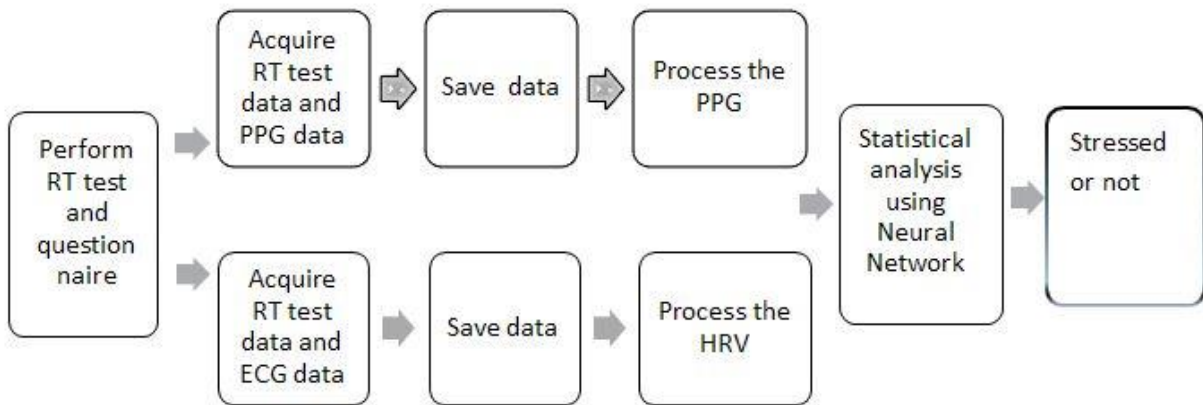 Perform
RT test
and
question
naire
Acquire
RT test
data and
PPG data
Save data
Process the
PPG
Acquire
RT test
data and
ECG data
Save data
Process the
HRV
Statistical
analysis
using
Neural
Network
Stressed
or not